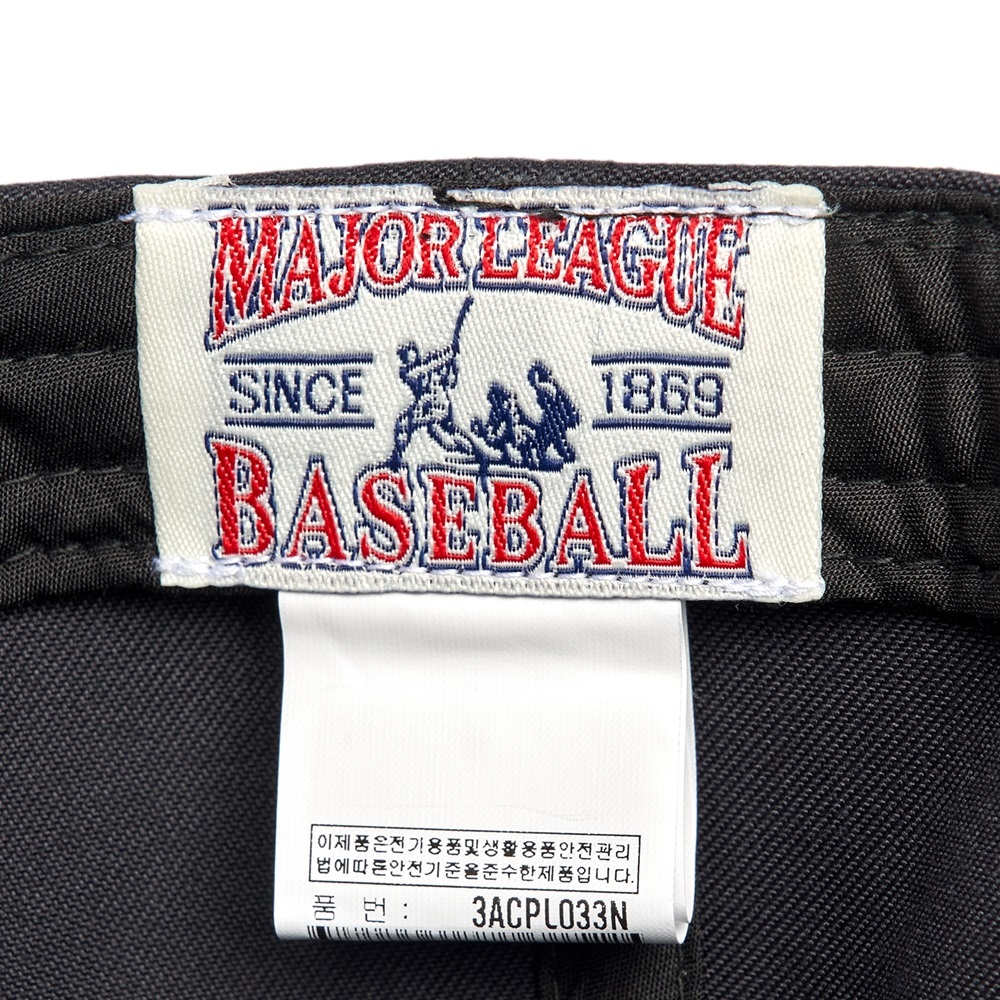 MAJOR LEAGUE
SINCE 1869
BASEBALL
이제품은전기용품및생활용품안전관리
법에따른안전기준을준수한제품입니다.
품 번 : 3ACPL033N